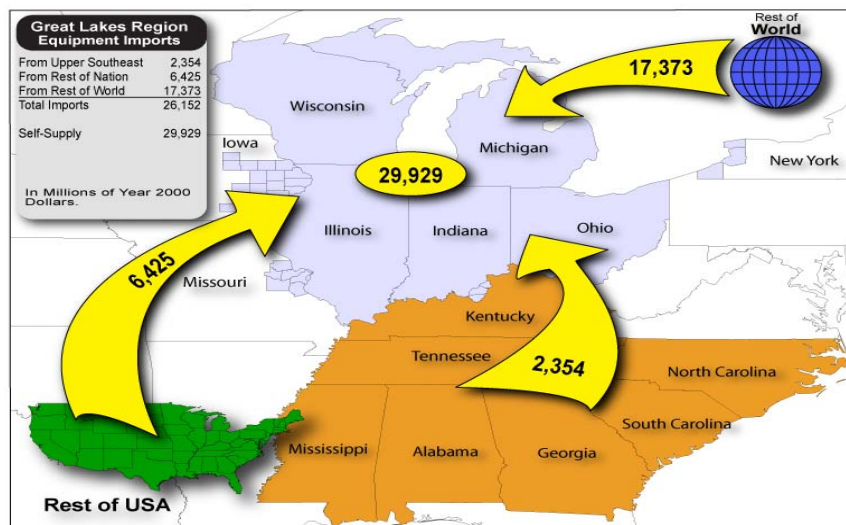 Great Lakes Region
Equipment Imports
From Upper Southeast 2,354
From Rest of Nation 6,425
From Rest of World 17,373
Total Imports 26,152
Self-Supply 29,929
In Millions of Year 2000
Dollars.
Rest of
World
17,373
Wisconsin
Michigan
Iowa
New York
29,929
Illinois
Indiana
Ohio
6,425
Missouri
Kentucky
Tennessee
2,354
North Carolina
South Carolina
Mississippi
Alabama
Georgia
Rest of USA